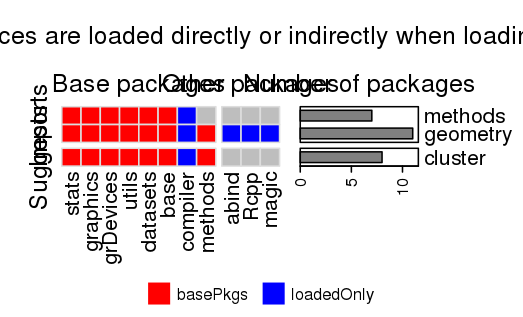 ces are loaded directly or indirectly when loadin
Base packages
Other packages
Number of packages
Imports
Suggests
methods
geometry
cluster
stats
graphics
grDevices
utils
datasets
base
compiler
methods
abind
Rcpp
magic
0
5
10
basePkgs
loadedOnly